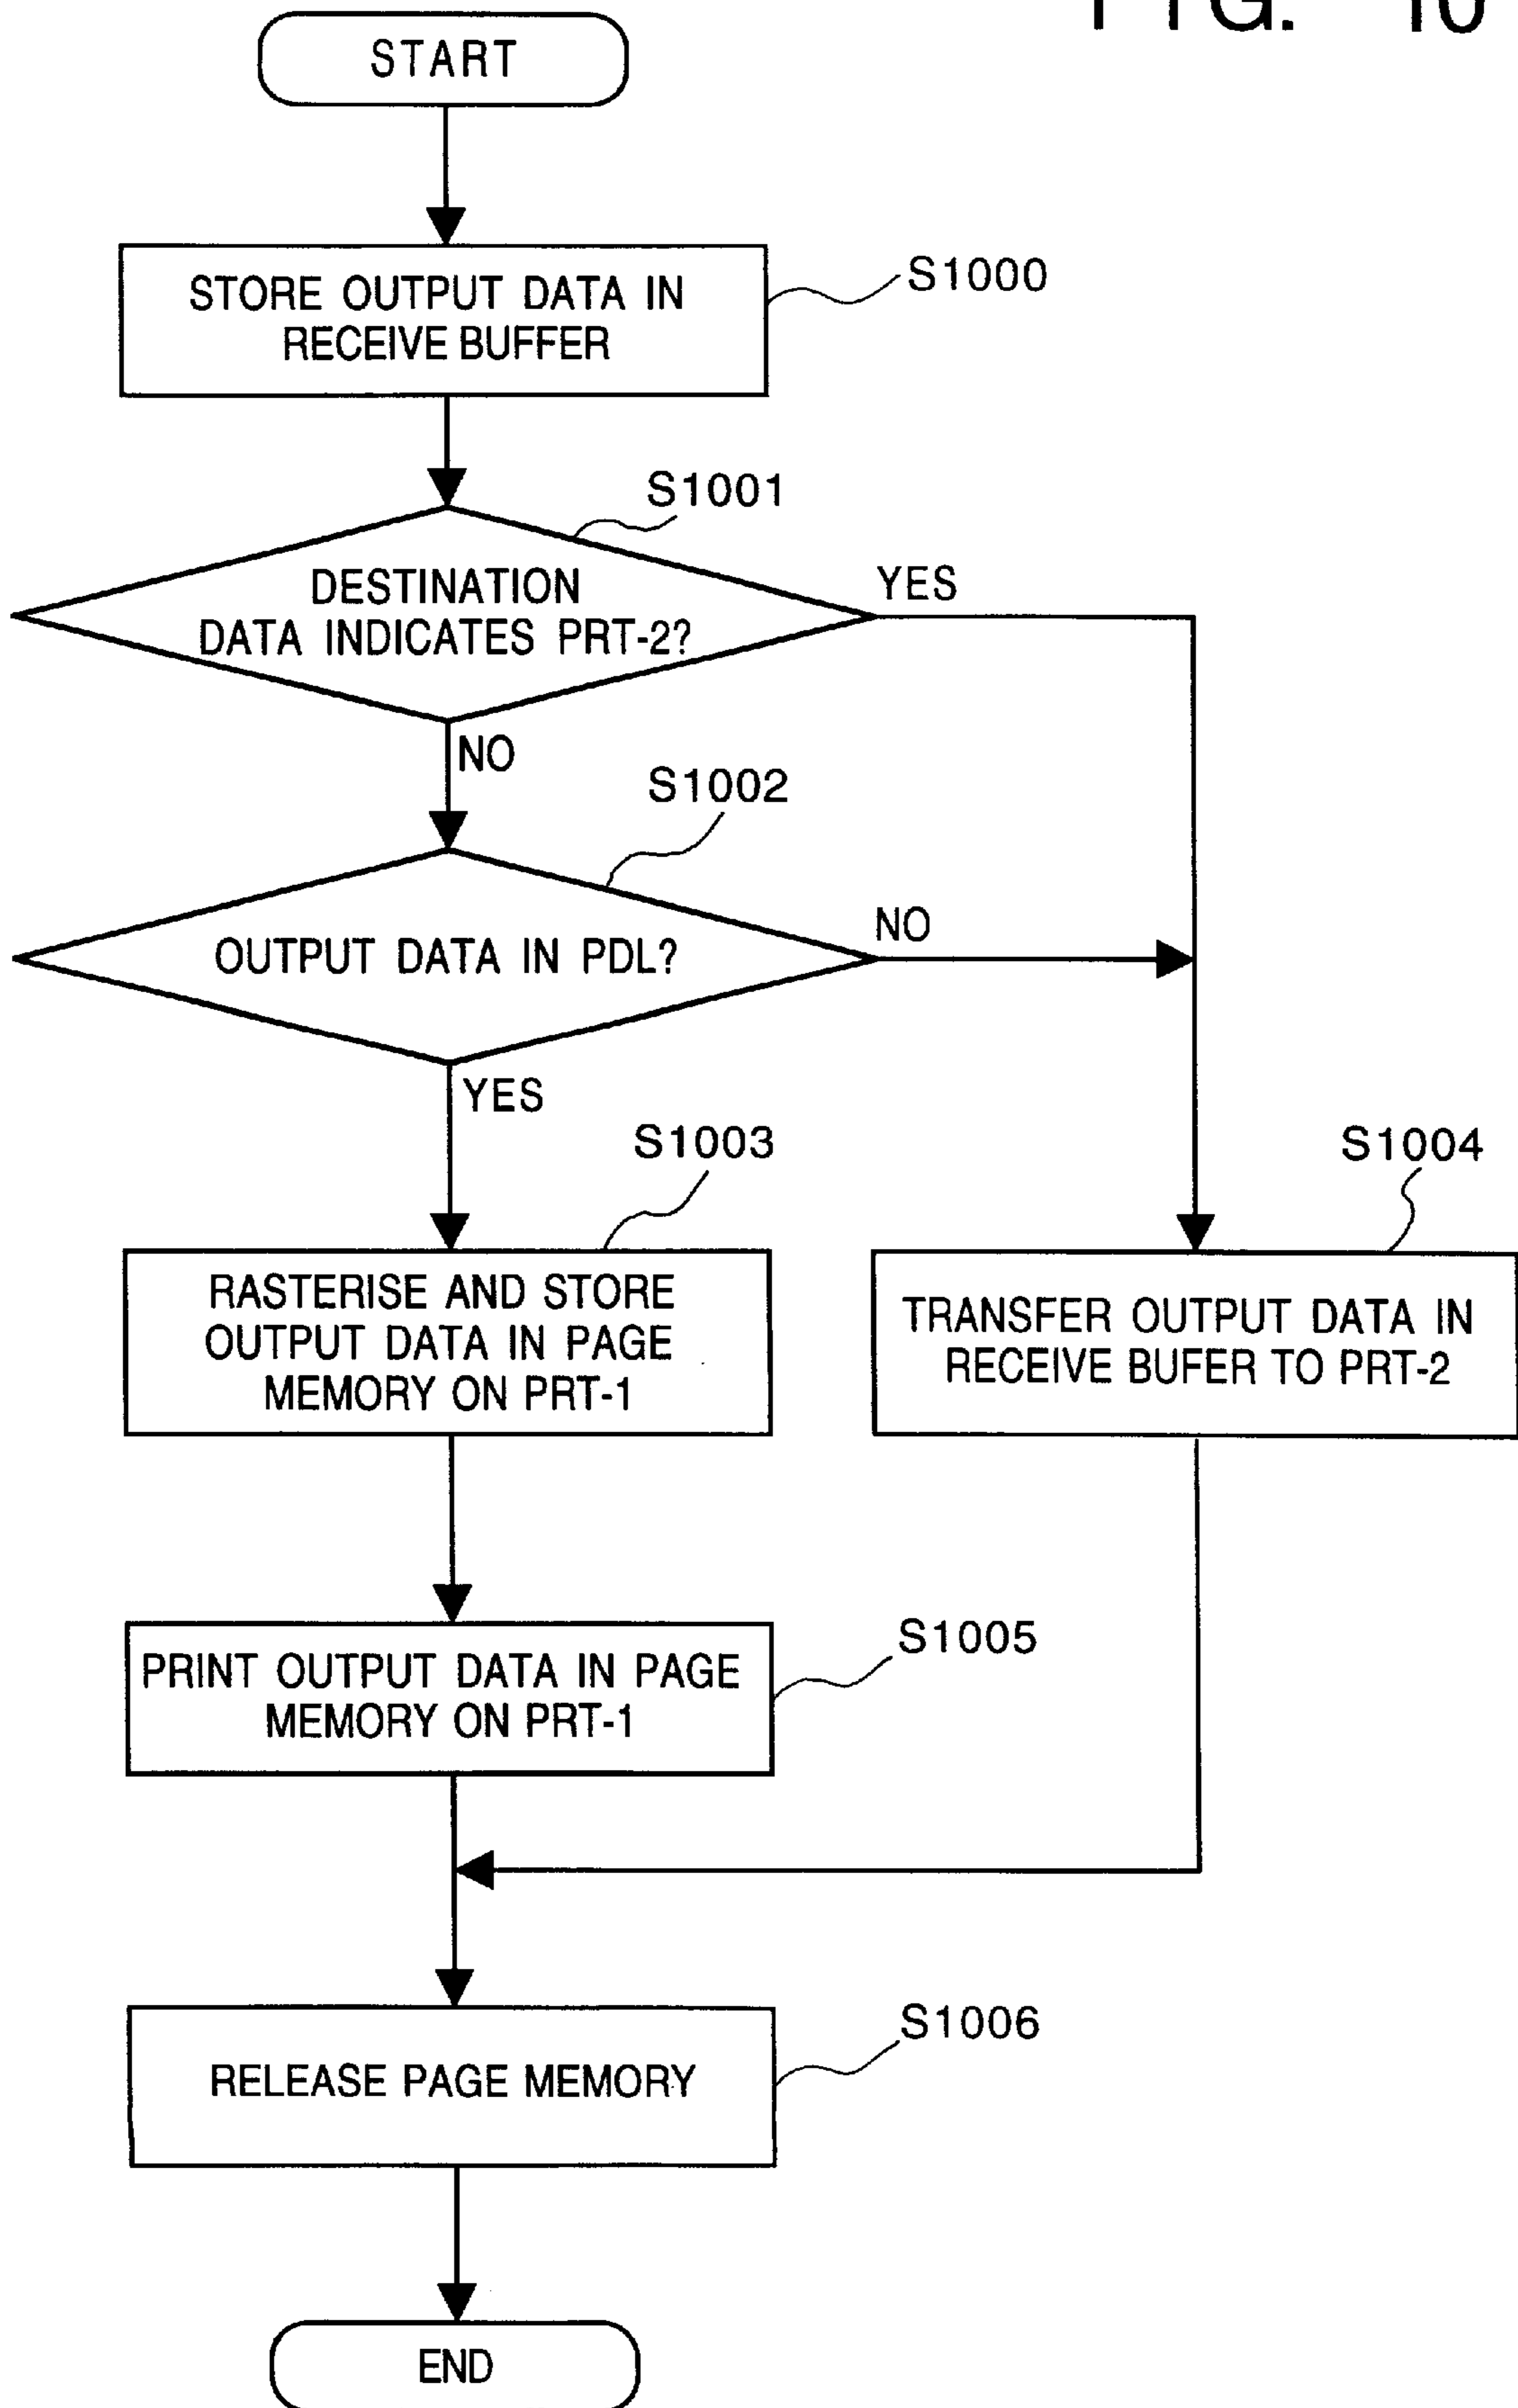 FIG. 10
START
STORE OUTPUT DATA IN
RECEIVE BUFFER
S1000
S1001
DESTINATION
DATA INDICATES PRT-2?
YES
NO
S1002
OUTPUT DATA IN PDL?
NO
YES
S1003
RASTERISE AND STORE
OUTPUT DATA IN PAGE
MEMORY ON PRT-1
S1004
TRANSFER OUTPUT DATA IN
RECEIVE BUFER TO PRT-2
S1005
PRINT OUTPUT DATA IN PAGE
MEMORY ON PRT-1
S1006
RELEASE PAGE MEMORY
END